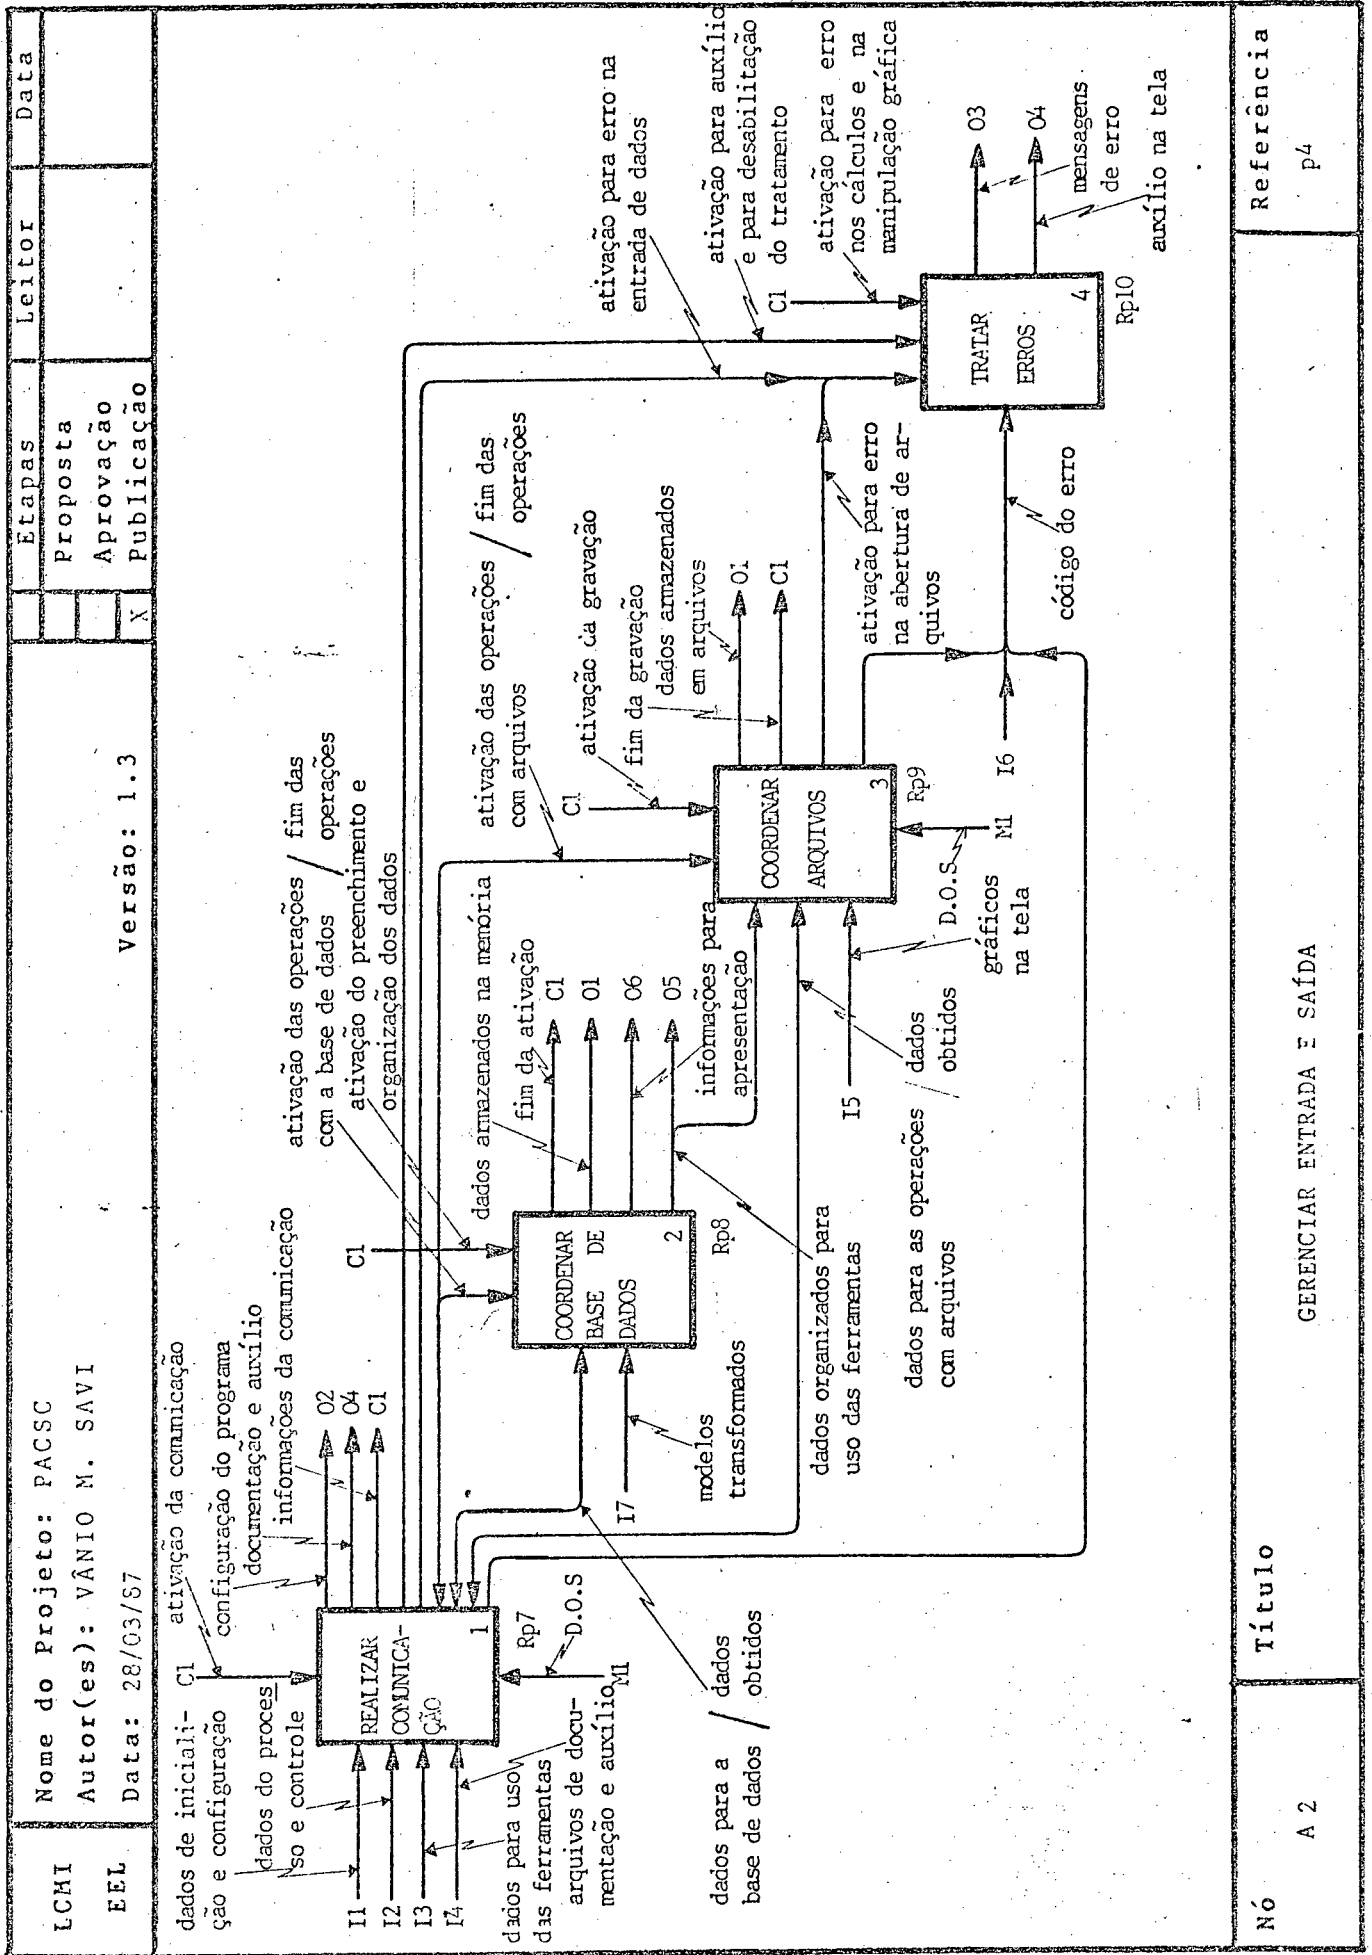 LCMI
EEL
Nome do Projeto: PACSC
Autor(es): VÂNIO M. SAVI
Data: 28/03/87
Versão: 1.3
Etapas
Leitor
Data
Proposta
Aprovação
X Publicação
dados de iniciali-
ção e configuração
dados do proces
so e controle
I1
I2
I3
I4
dados para uso
das ferramentas
arquivos de docu-
mentação e auxílio
C1
ativação da comunicação
configuração do programa
documentação e auxílio
informações da comunicação
O2
O4
C1
REALIZAR
COMUNICA-
ÇÃO
1
Rp7
D.O.S
M1
dados para a
base de dados / dados
obtidos
ativação das operações / fim das
com a base de dados / operações
ativação do preenchimento e
organização dos dados
C1
COORDENAR
BASE DE
DADOS
2
Rp8
I7
modelos
transformados
dados armazenados na memória
fim da ativação
C1
O1
O6
O5
informações para
apresentação
dados organizados para
uso das ferramentas
dados para as operações / dados
com arquivos / obtidos
ativação das operações / fim das
com arquivos / operações
C1
ativação da gravação
fim da gravação
dados armazenados
em arquivos
O1
C1
COORDENAR
ARQUIVOS
3
Rp9
I5
D.O.S
M1
gráficos
na tela
I6
ativação para erro
na abertura de ar-
quivos
código do erro
ativação para erro na
entrada de dados
ativação para auxílio
e para desabilitação
do tratamento
C1
ativação para erro
nos cálculos e na
manipulação gráfica
TRATAR
ERROS
4
Rp10
O3
O4
mensagens
de erro
auxílio na tela
Nó
A 2
Título
GERENCIAR ENTRADA E SAÍDA
Referência
p4